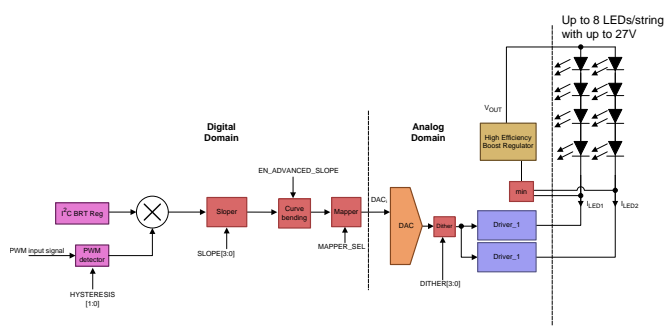 Up to 8 LEDs/string
with up to 27V
VOUT
Digital
Domain
Analog
Domain
High Efficiency
Boost Regulator
EN_ADVANCED_SLOPE
min
ILED1
ILED2
I2C BRT Reg
Sloper
Curve
bending
Mapper
DACi
DAC
Dither
Driver_1
PWM input signal
PWM
detector
SLOPE[3:0]
MAPPER_SEL
Driver_1
HYSTERESIS
[1:0]
DITHER[3:0]